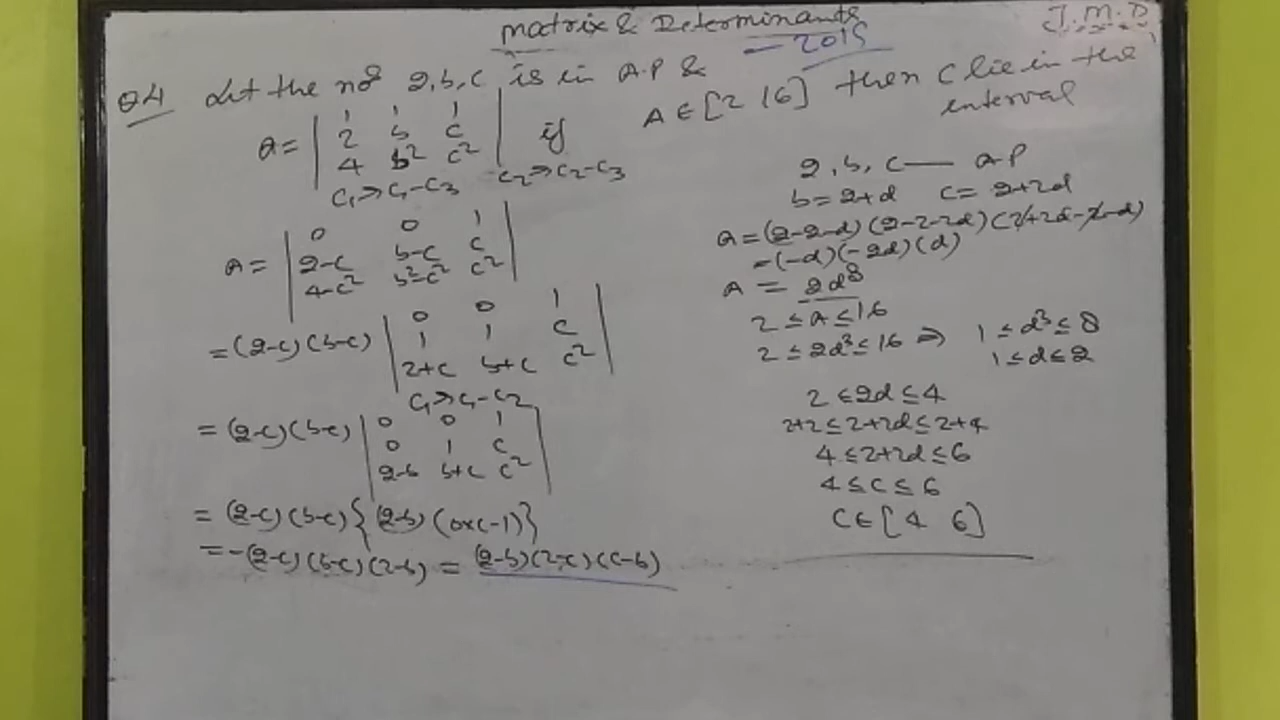 matrix & Determinants
J.M.D
— 2015
Q4 Let the nos 2, b, c is in A.P &
A = | 1 1 1 |
| 2 b c |
| 4 b² c² | if
A ∈ [2 16] then c lie in the
interval
C₁ → C₁ - C₃ C₂ → C₂ - C₃
A = | 0 0 1 |
| 2-c b-c c |
| 4-c² b²-c² c² |
= (2-c)(b-c) | 0 0 1 |
| 1 1 c |
| 2+c b+c c² |
C₁ → C₁ - C₂
= (2-c)(b-c) | 0 0 1 |
| 0 1 c |
| 2-b b+c c² |
= (2-c)(b-c){(2-b)(0×c-1)}
= -(2-c)(b-c)(2-b) = (2-b)(2-c)(c-b)
2, b, c — AP
b = 2+d c = 2+2d
A = (2-2-d)(2-2-2d)(2+2d-2-d)
= (-d)(-2d)(d)
A = 2d³
2 ≤ A ≤ 16
2 ≤ 2d³ ≤ 16 ⇒ 1 ≤ d³ ≤ 8
1 ≤ d ≤ 2
2 ≤ 2d ≤ 4
2+2 ≤ 2+2d ≤ 2+4
4 ≤ 2+2d ≤ 6
4 ≤ c ≤ 6
C ∈ [4 6]